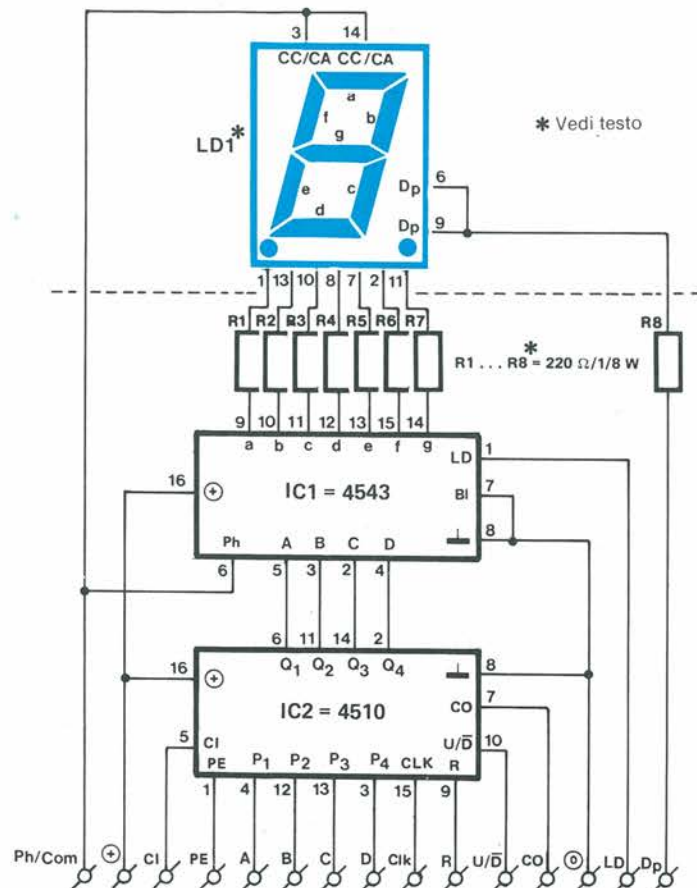 3 14
CC/CA CC/CA
a
f b
g
LD1*
* Vedi testo
e c
d
Dp 6
Dp 9
1 13 10 8 7 2 11
R1 R2 R3 R4 R5 R6 R7 R8
R1 . . . R8* = 220 Ω/1/8 W
9 10 11 12 13 15 14
a b c d e f g
LD 1
16 + IC1 = 4543 BI 7
8
Ph A B C D
6 5 3 2 4
6 11 14 2
Q1 Q2 Q3 Q4
16 + 8
IC2 = 4510 CO 7
5 CI U/D̅ 10
PE P1 P2 P3 P4 CLK R
1 4 12 13 3 15 9
Ph/Com + CI PE A B C D Clk R U/D̅ CO 0 LD Dp